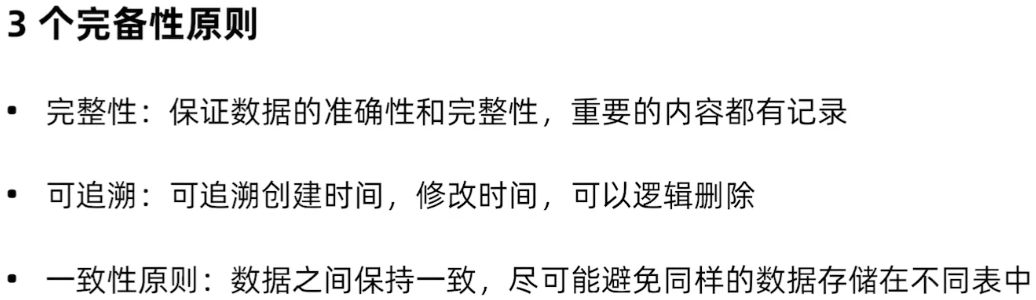 3 个完备性原则
• 完整性：保证数据的准确性和完整性，重要的内容都有记录
• 可追溯：可追溯创建时间，修改时间，可以逻辑删除
• 一致性原则：数据之间保持一致，尽可能避免同样的数据存储在不同表中